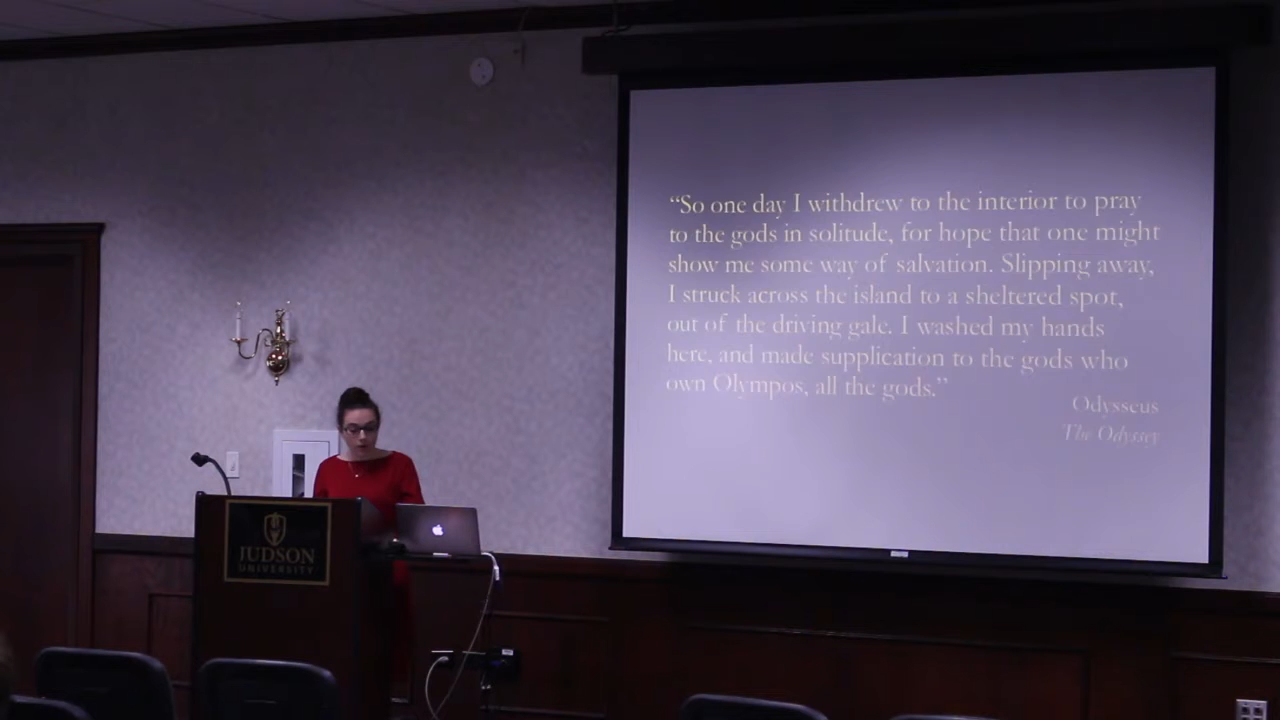 “So one day I withdrew to the interior to pray
to the gods in solitude, for hope that one might
show me some way of salvation. Slipping away,
I struck across the island to a sheltered spot,
out of the driving gale. I washed my hands
here, and made supplication to the gods who
own Olympos, all the gods.”
Odysseus
The Odyssey
JUDSON
UNIVERSITY